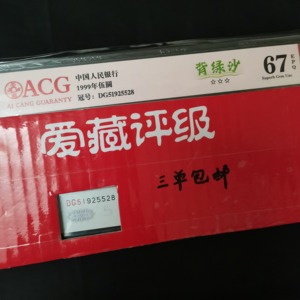 ACG
AI CANG GUARANTY
中国人民银行
1999年伍圆
冠号: DG51925528
背绿沙
☆☆☆
67
EPQ
Superb Gem Unc
爱藏评级
三单包邮
DG51925528